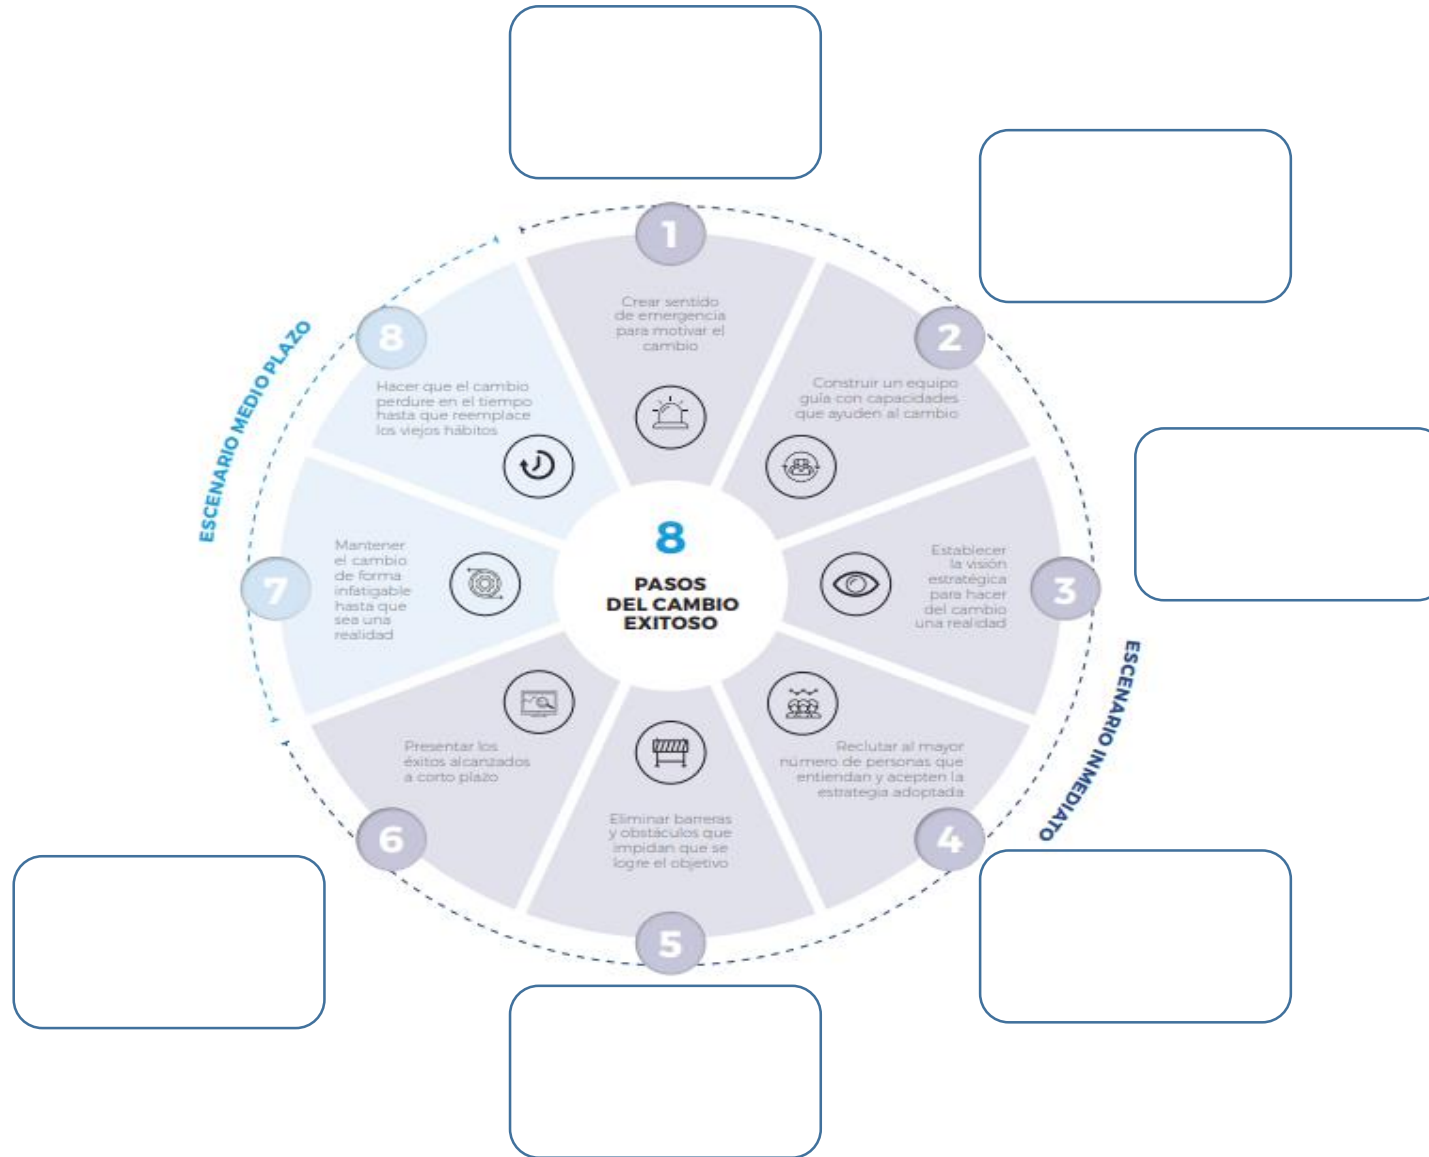 1
Crear sentido
de emergencia
para motivar el
cambio
2
Construir un equipo
guía con capacidades
que ayuden al cambio
3
Establecer
la visión
estratégica
para hacer
del cambio
una realidad
4
Reclutar al mayor
número de personas que
entiendan y acepten la
estrategia adoptada
5
Eliminar barreras
y obstáculos que
impidan que se
logre el objetivo
6
Presentar los
éxitos alcanzados
a corto plazo
7
Mantener
el cambio
de forma
infatigable
hasta que
sea una
realidad
8
Hacer que el cambio
perdure en el tiempo
hasta que reemplace
los viejos hábitos
8
PASOS
DEL CAMBIO
EXITOSO
ESCENARIO MEDIO PLAZO
ESCENARIO INMEDIATO